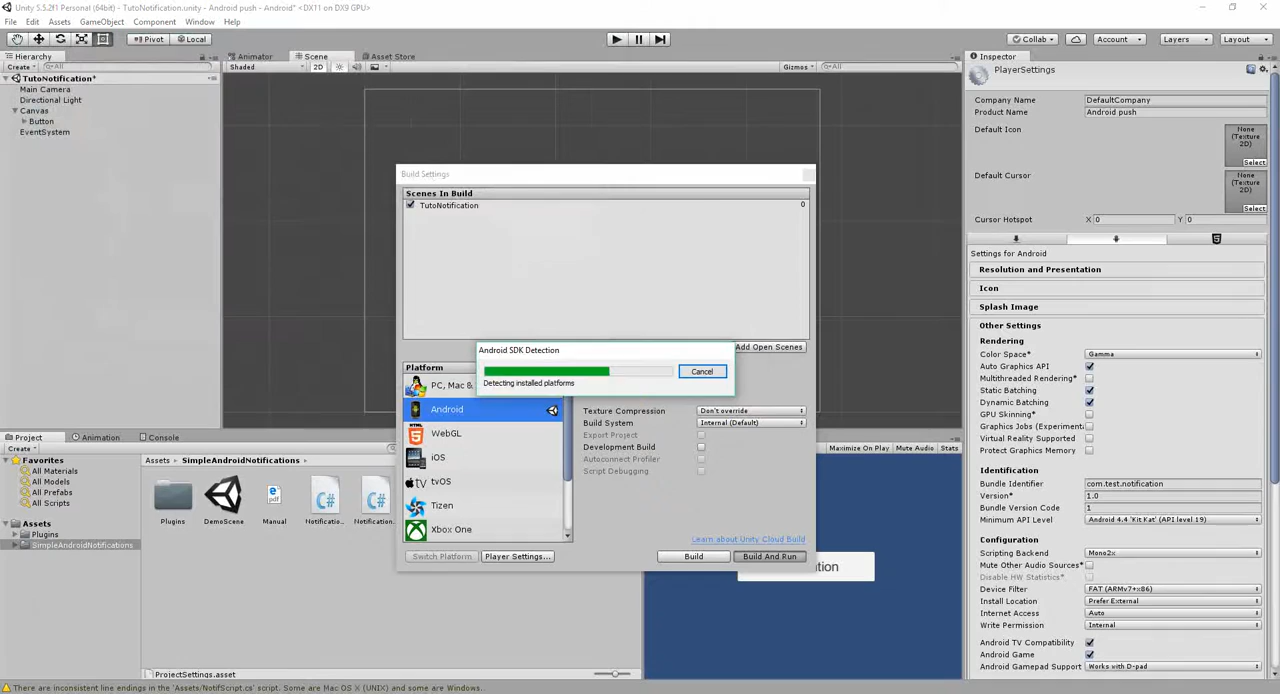 Unity 5.5.2f1 Personal (64bit) - TutoNotification.unity - Android push - Android* <DX11 on DX9 GPU>
File Edit Assets GameObject Component Window Help
Pivot Local Collab Account Layers Layout
Hierarchy
Create All
TutoNotification*
Main Camera
Directional Light
Canvas
Button
EventSystem
Animator Scene Asset Store
Shaded 2D Gizmos All
Build Settings
Scenes In Build
TutoNotification 0
Add Open Scenes
Android SDK Detection
Cancel
Detecting installed platforms
Platform
PC, Mac &
Android
WebGL
iOS
tvOS
Tizen
Xbox One
Texture Compression Don't override
Build System Internal (Default)
Export Project
Development Build
Autoconnect Profiler
Script Debugging
Learn about Unity Cloud Build
Switch Platform Player Settings... Build Build And Run
Maximize On Play Mute Audio Stats
ation
Project Animation Console
Create
Favorites
All Materials
All Models
All Prefabs
All Scripts
Assets
Plugins
SimpleAndroidNotifications
Assets SimpleAndroidNotifications
Plugins DemoScene Manual Notificatio... Notification...
ProjectSettings.asset
There are inconsistent line endings in the 'Assets/NotifScript.cs' script. Some are Mac OS X (UNIX) and some are Windows.
Inspector
PlayerSettings
Company Name DefaultCompany
Product Name Android push
Default Icon
None (Texture 2D)
Select
Default Cursor
None (Texture 2D)
Select
Cursor Hotspot X 0 Y 0
Settings for Android
Resolution and Presentation
Icon
Splash Image
Other Settings
Rendering
Color Space* Gamma
Auto Graphics API
Multithreaded Rendering*
Static Batching
Dynamic Batching
GPU Skinning*
Graphics Jobs (Experiment
Virtual Reality Supported
Protect Graphics Memory
Identification
Bundle Identifier com.test.notification
Version* 1.0
Bundle Version Code 1
Minimum API Level Android 4.4 'Kit Kat' (API level 19)
Configuration
Scripting Backend Mono2x
Mute Other Audio Sources*
Disable HW Statistics*
Device Filter FAT (ARMv7+x86)
Install Location Prefer External
Internet Access Auto
Write Permission Internal
Android TV Compatibility
Android Game
Android Gamepad Support Works with D-pad